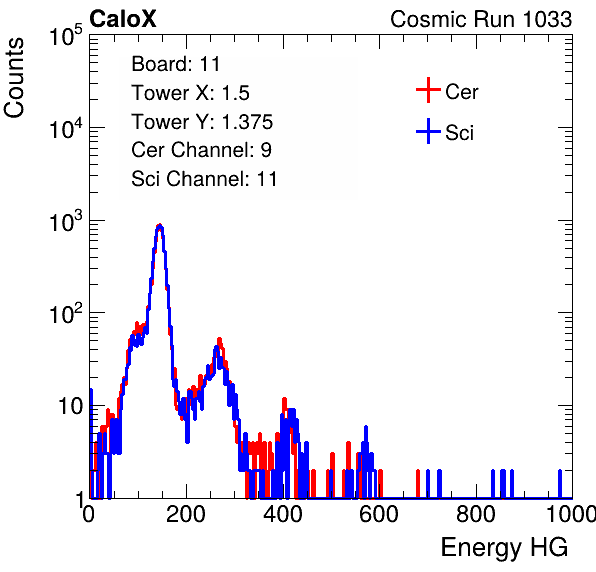 CaloX Cosmic Run 1033
Counts
10^5
10^4
10^3
10^2
10
1
Board: 11
Tower X: 1.5
Tower Y: 1.375
Cer Channel: 9
Sci Channel: 11
Cer
Sci
0 200 400 600 800 1000
Energy HG